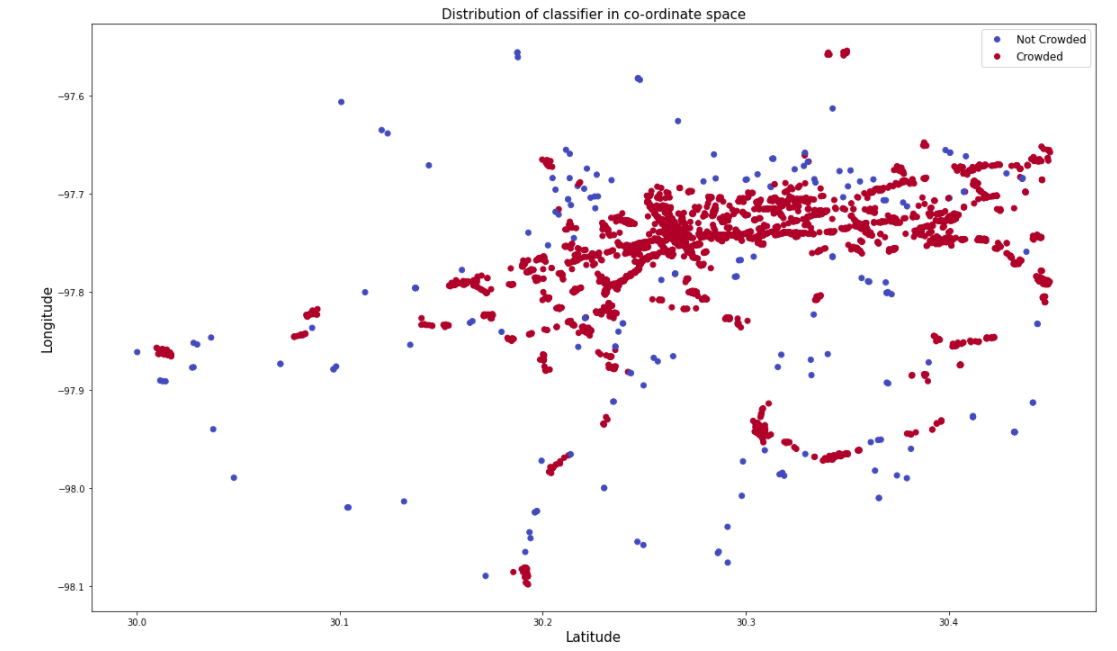 Distribution of classifier in co-ordinate space
Not Crowded
Crowded
−97.6
−97.7
−97.8
−97.9
−98.0
−98.1
Longitude
30.0
30.1
30.2
30.3
30.4
Latitude